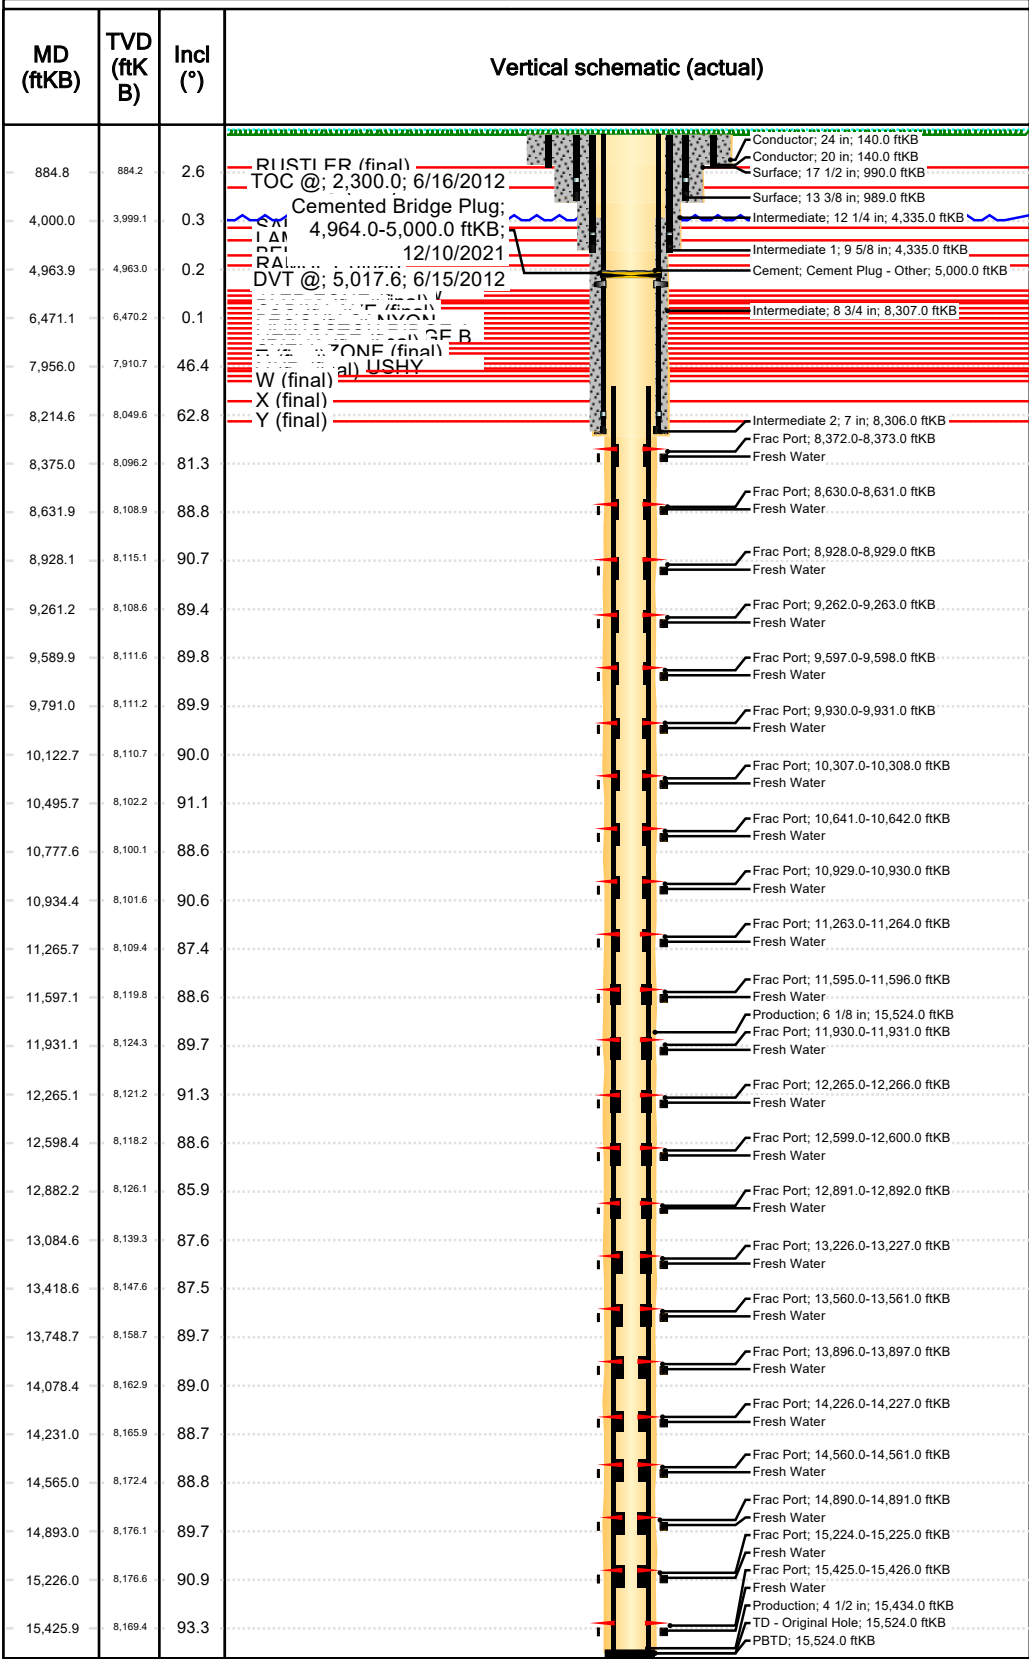 MD (ftKB)
TVD (ftK B)
Incl (°)
Vertical schematic (actual)
884.8 884.2 2.6
4,000.0 3,999.1 0.3
4,963.9 4,963.0 0.2
6,471.1 6,470.2 0.1
7,956.0 7,910.7 46.4
8,214.6 8,049.6 62.8
8,375.0 8,096.2 81.3
8,631.9 8,108.9 88.8
8,928.1 8,115.1 90.7
9,261.2 8,108.6 89.4
9,589.9 8,111.6 89.8
9,791.0 8,111.2 89.9
10,122.7 8,110.7 90.0
10,495.7 8,102.2 91.1
10,777.6 8,100.1 88.6
10,934.4 8,101.6 90.6
11,265.7 8,109.4 87.4
11,597.1 8,119.8 88.6
11,931.1 8,124.3 89.7
12,265.1 8,121.2 91.3
12,598.4 8,118.2 88.6
12,882.2 8,126.1 85.9
13,084.6 8,139.3 87.6
13,418.6 8,147.6 87.5
13,748.7 8,158.7 89.7
14,078.4 8,162.9 89.0
14,231.0 8,165.9 88.7
14,565.0 8,172.4 88.8
14,893.0 8,176.1 89.7
15,226.0 8,176.6 90.9
15,425.9 8,169.4 93.3
RUSTLER (final)
TOC @; 2,300.0; 6/16/2012
Cemented Bridge Plug;
4,964.0-5,000.0 ftKB;
12/10/2021
DVT @; 5,017.6; 6/15/2012
ZONE (final)
USHY
W (final)
X (final)
Y (final)
Conductor; 24 in; 140.0 ftKB
Conductor; 20 in; 140.0 ftKB
Surface; 17 1/2 in; 990.0 ftKB
Surface; 13 3/8 in; 989.0 ftKB
Intermediate; 12 1/4 in; 4,335.0 ftKB
Intermediate 1; 9 5/8 in; 4,335.0 ftKB
Cement; Cement Plug - Other; 5,000.0 ftKB
Intermediate; 8 3/4 in; 8,307.0 ftKB
Intermediate 2; 7 in; 8,306.0 ftKB
Frac Port; 8,372.0-8,373.0 ftKB
Fresh Water
Frac Port; 8,630.0-8,631.0 ftKB
Fresh Water
Frac Port; 8,928.0-8,929.0 ftKB
Fresh Water
Frac Port; 9,262.0-9,263.0 ftKB
Fresh Water
Frac Port; 9,597.0-9,598.0 ftKB
Fresh Water
Frac Port; 9,930.0-9,931.0 ftKB
Fresh Water
Frac Port; 10,307.0-10,308.0 ftKB
Fresh Water
Frac Port; 10,641.0-10,642.0 ftKB
Fresh Water
Frac Port; 10,929.0-10,930.0 ftKB
Fresh Water
Frac Port; 11,263.0-11,264.0 ftKB
Fresh Water
Frac Port; 11,595.0-11,596.0 ftKB
Fresh Water
Production; 6 1/8 in; 15,524.0 ftKB
Frac Port; 11,930.0-11,931.0 ftKB
Fresh Water
Frac Port; 12,265.0-12,266.0 ftKB
Fresh Water
Frac Port; 12,599.0-12,600.0 ftKB
Fresh Water
Frac Port; 12,891.0-12,892.0 ftKB
Fresh Water
Frac Port; 13,226.0-13,227.0 ftKB
Fresh Water
Frac Port; 13,560.0-13,561.0 ftKB
Fresh Water
Frac Port; 13,896.0-13,897.0 ftKB
Fresh Water
Frac Port; 14,226.0-14,227.0 ftKB
Fresh Water
Frac Port; 14,560.0-14,561.0 ftKB
Fresh Water
Frac Port; 14,890.0-14,891.0 ftKB
Fresh Water
Frac Port; 15,224.0-15,225.0 ftKB
Fresh Water
Frac Port; 15,425.0-15,426.0 ftKB
Fresh Water
Production; 4 1/2 in; 15,434.0 ftKB
TD - Original Hole; 15,524.0 ftKB
PBTD; 15,524.0 ftKB